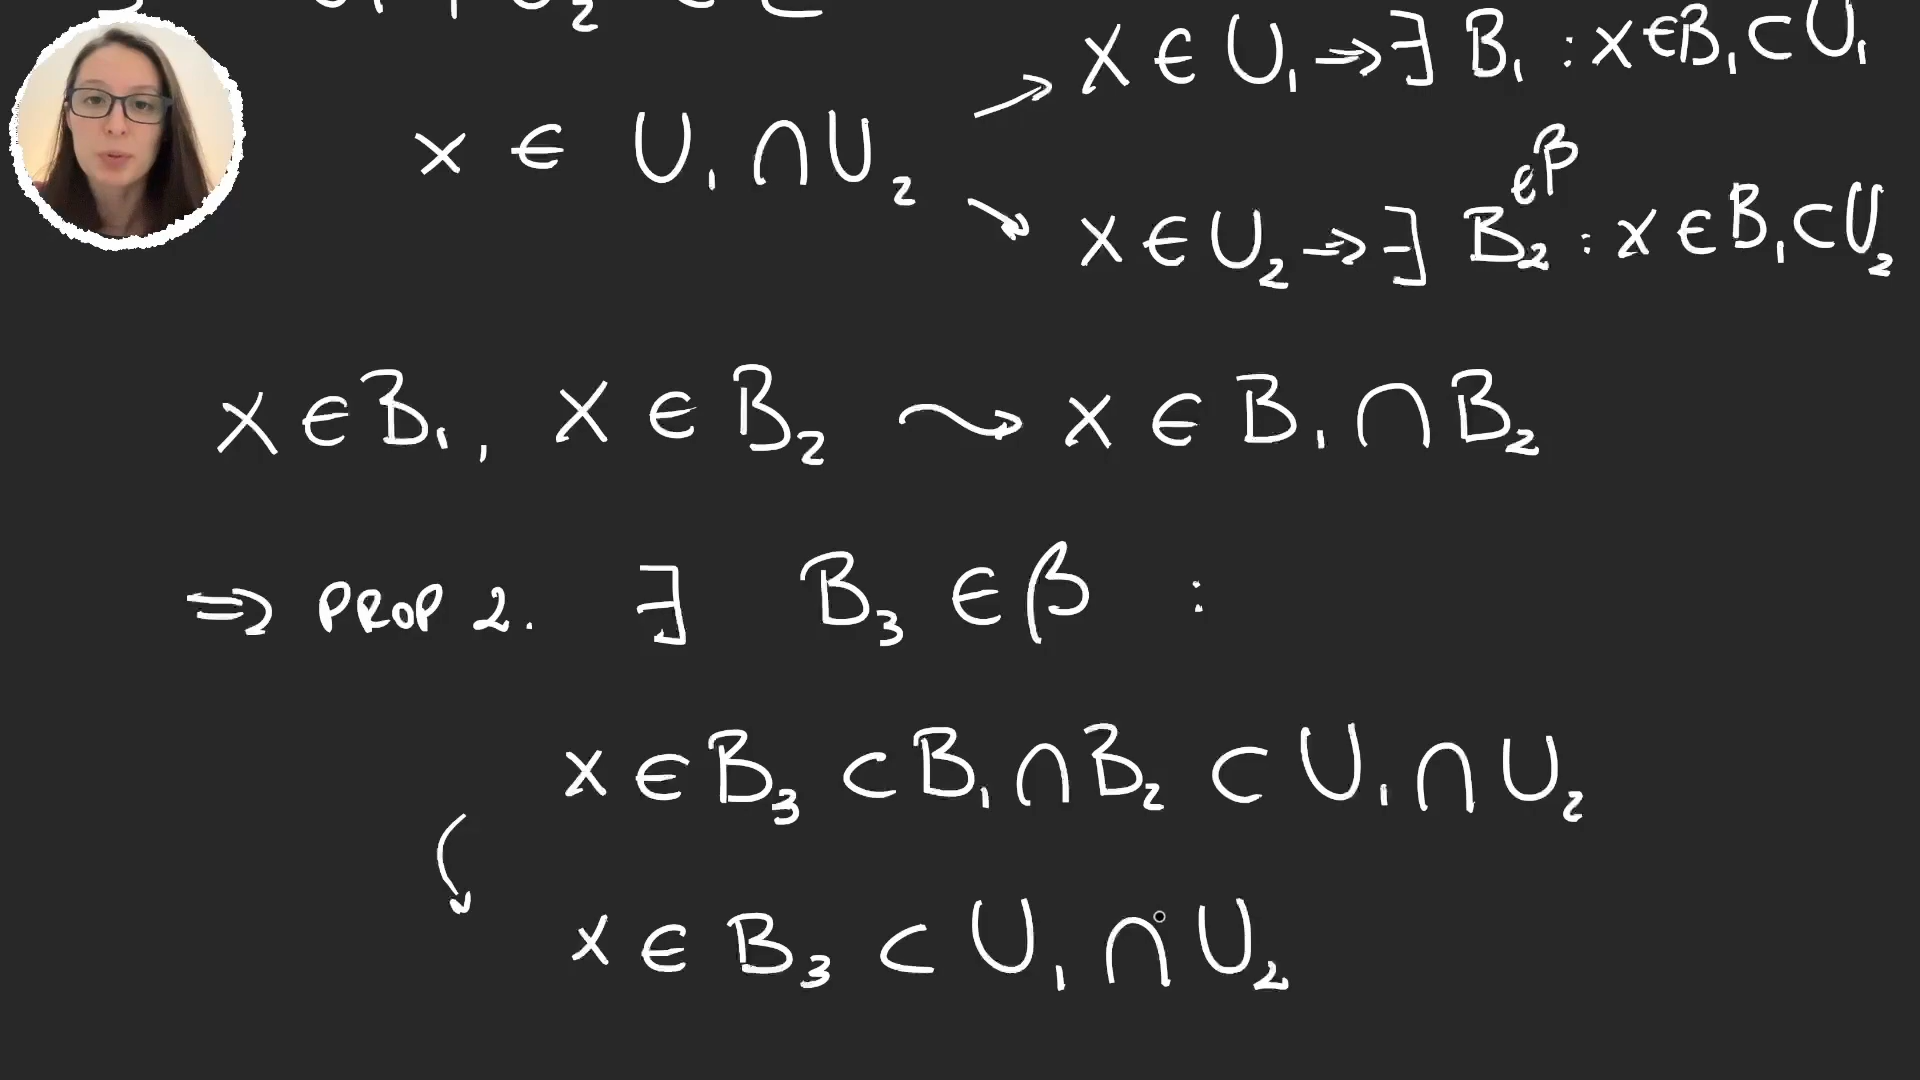 x ∈ U₁ ∩ U₂
x ∈ U₁ ⇒ ∃ B₁ : x ∈ B₁ ⊂ U₁
∈ β
x ∈ U₂ ⇒ ∃ B₂ : x ∈ B₁ ⊂ U₂
x ∈ B₁, x ∈ B₂ ⇝ x ∈ B₁ ∩ B₂
⇒ PROP 2. ∃ B₃ ∈ β :
x ∈ B₃ ⊂ B₁ ∩ B₂ ⊂ U₁ ∩ U₂
x ∈ B₃ ⊂ U₁ ∩ U₂